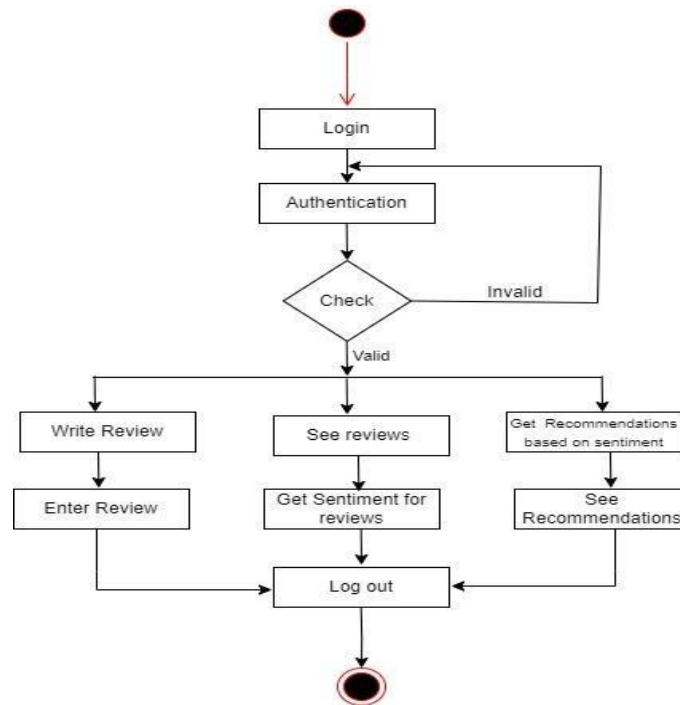 Login
Authentication
Check
Invalid
Valid
Write Review
See reviews
Get Recommendations
based on sentiment
Enter Review
Get Sentiment for
reviews
See
Recommendations
Log out